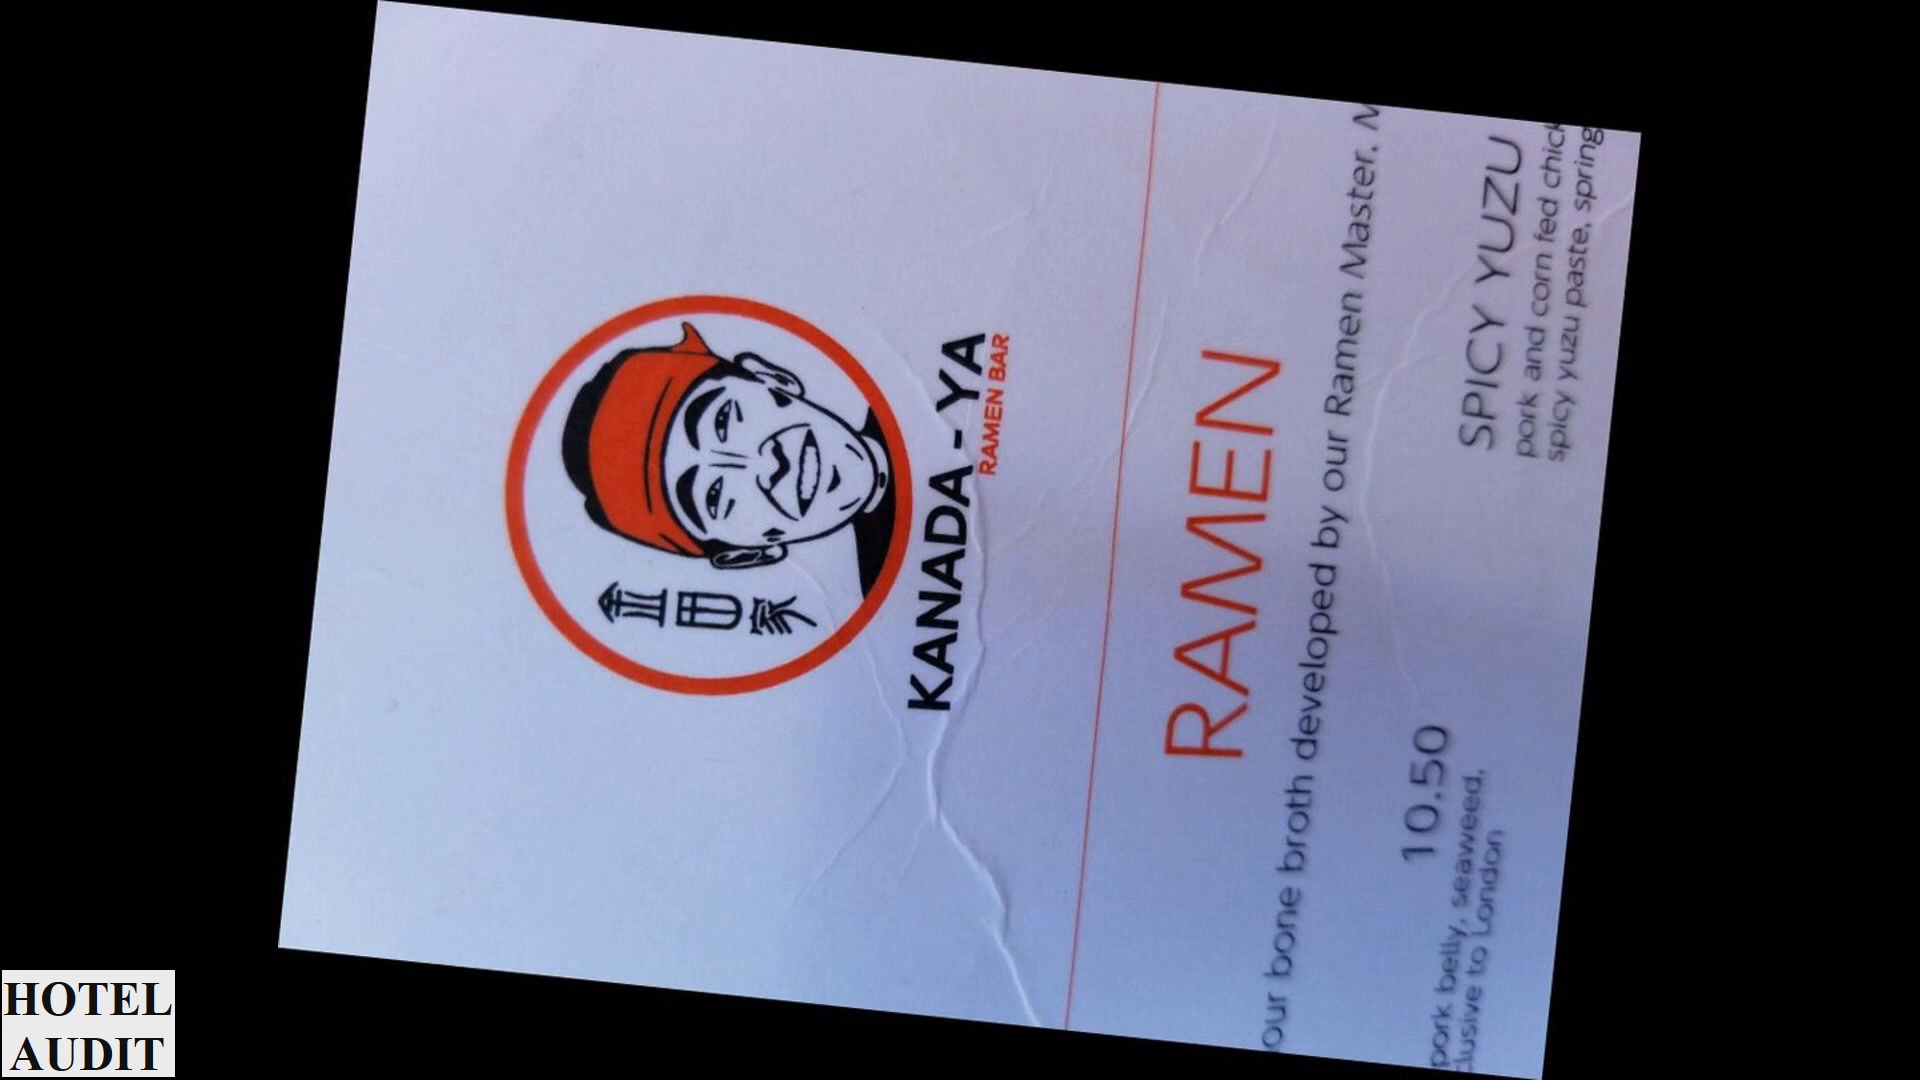 金田家
KANADA - YA
RAMEN BAR
RAMEN
our bone broth developed by our Ramen Master, M
10.50
pork belly, seaweed,
clusive to London
SPICY YUZU
pork and corn fed chick
spicy yuzu paste, spring
HOTEL
AUDIT